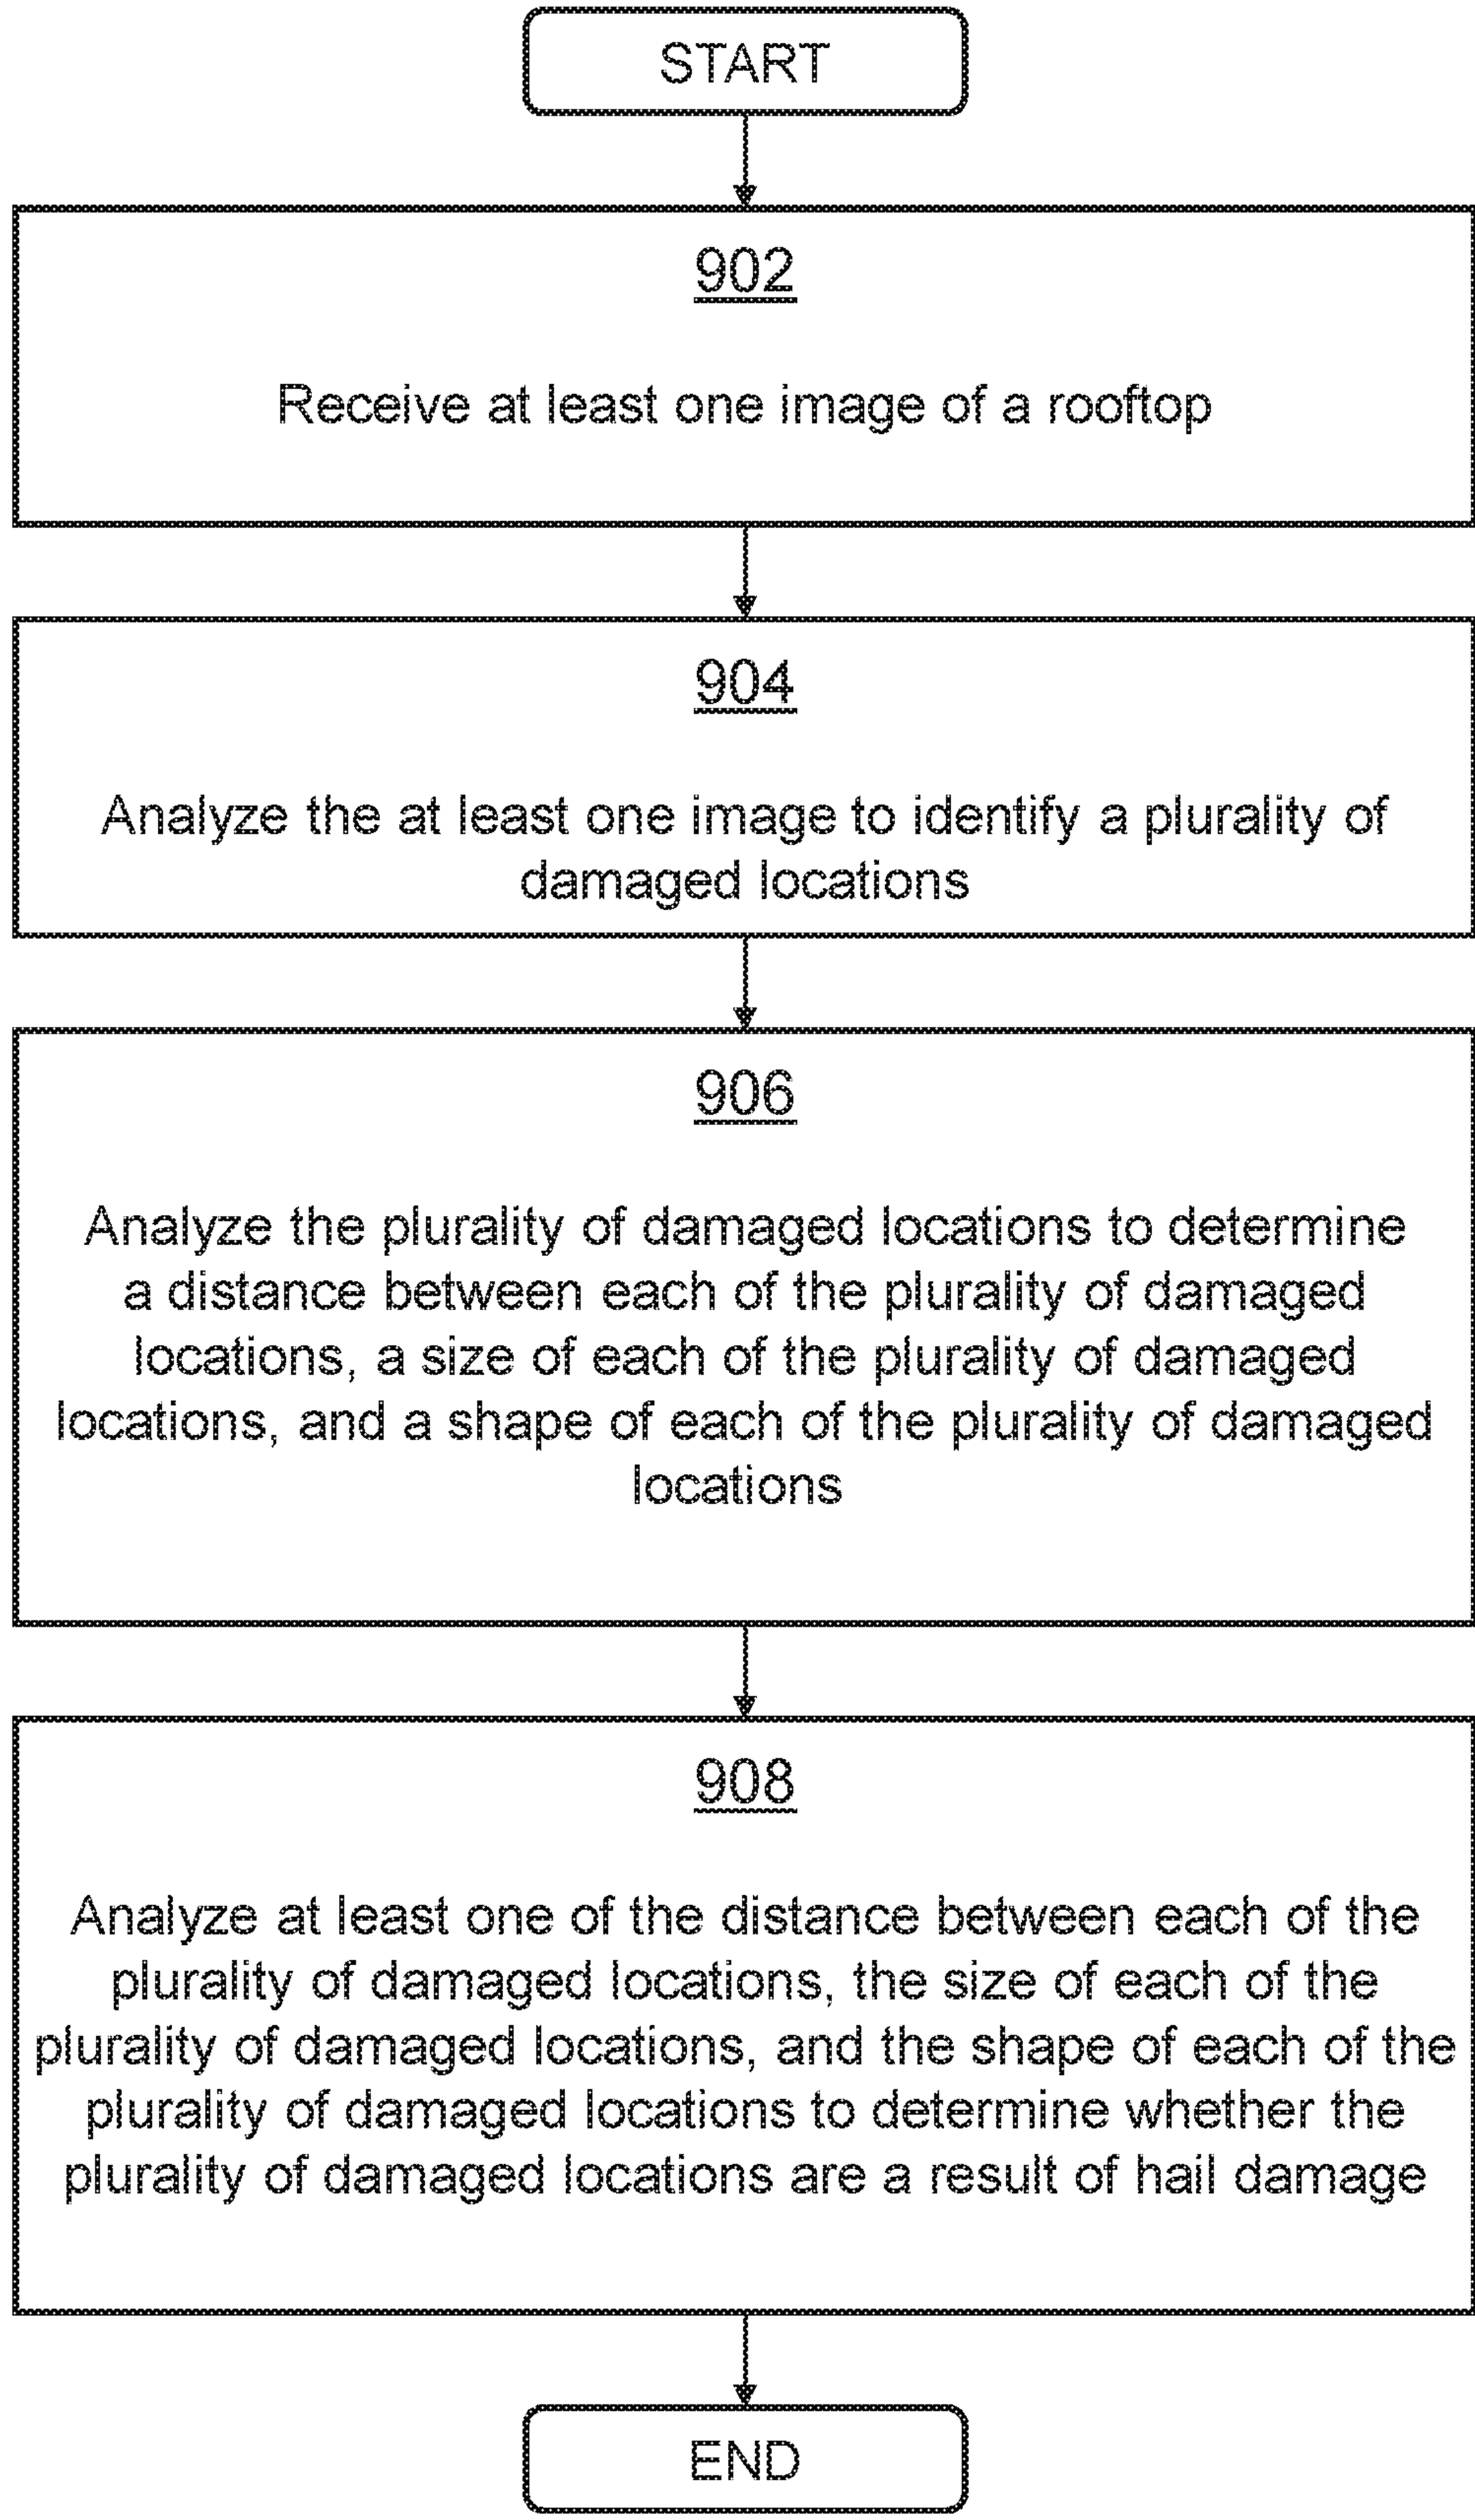 START
902
Receive at least one image of a rooftop
904
Analyze the at least one image to identify a plurality of
damaged locations
906
Analyze the plurality of damaged locations to determine
a distance between each of the plurality of damaged
locations, a size of each of the plurality of damaged
locations, and a shape of each of the plurality of damaged
locations
908
Analyze at least one of the distance between each of the
plurality of damaged locations, the size of each of the
plurality of damaged locations, and the shape of each of the
plurality of damaged locations to determine whether the
plurality of damaged locations are a result of hail damage
END